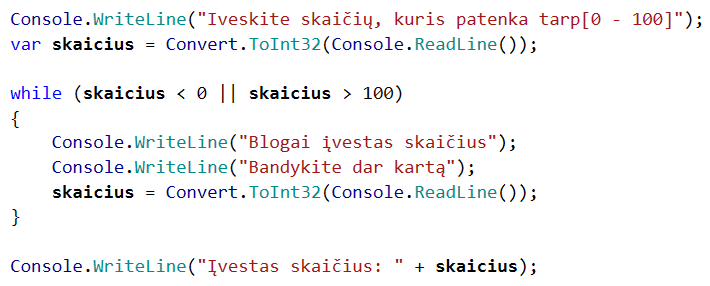 Console.WriteLine("Iveskite skaičių, kuris patenka tarp[0 - 100]");
var skaicius = Convert.ToInt32(Console.ReadLine());
while (skaicius < 0 || skaicius > 100)
{
    Console.WriteLine("Blogai įvestas skaičius");
    Console.WriteLine("Bandykite dar kartą");
    skaicius = Convert.ToInt32(Console.ReadLine());
}
Console.WriteLine("Įvestas skaičius: " + skaicius);